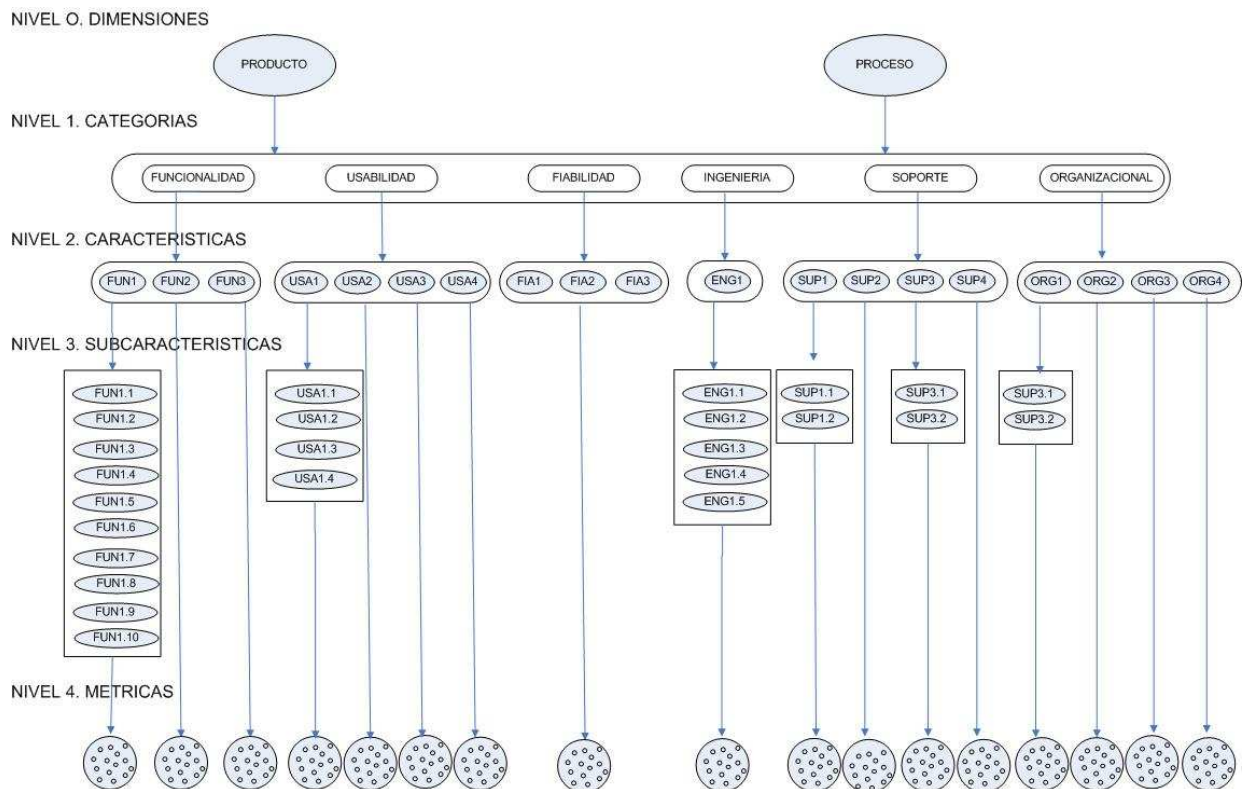 NIVEL O. DIMENSIONES
PRODUCTO
PROCESO
NIVEL 1. CATEGORIAS
FUNCIONALIDAD
USABILIDAD
FIABILIDAD
INGENIERIA
SOPORTE
ORGANIZACIONAL
NIVEL 2. CARACTERISTICAS
FUN1
FUN2
FUN3
USA1
USA2
USA3
USA4
FIA1
FIA2
FIA3
ENG1
SUP1
SUP2
SUP3
SUP4
ORG1
ORG2
ORG3
ORG4
NIVEL 3. SUBCARACTERISTICAS
FUN1.1
FUN1.2
FUN1.3
FUN1.4
FUN1.5
FUN1.6
FUN1.7
FUN1.8
FUN1.9
FUN1.10
USA1.1
USA1.2
USA1.3
USA1.4
ENG1.1
ENG1.2
ENG1.3
ENG1.4
ENG1.5
SUP1.1
SUP1.2
SUP3.1
SUP3.2
SUP3.1
SUP3.2
NIVEL 4. METRICAS